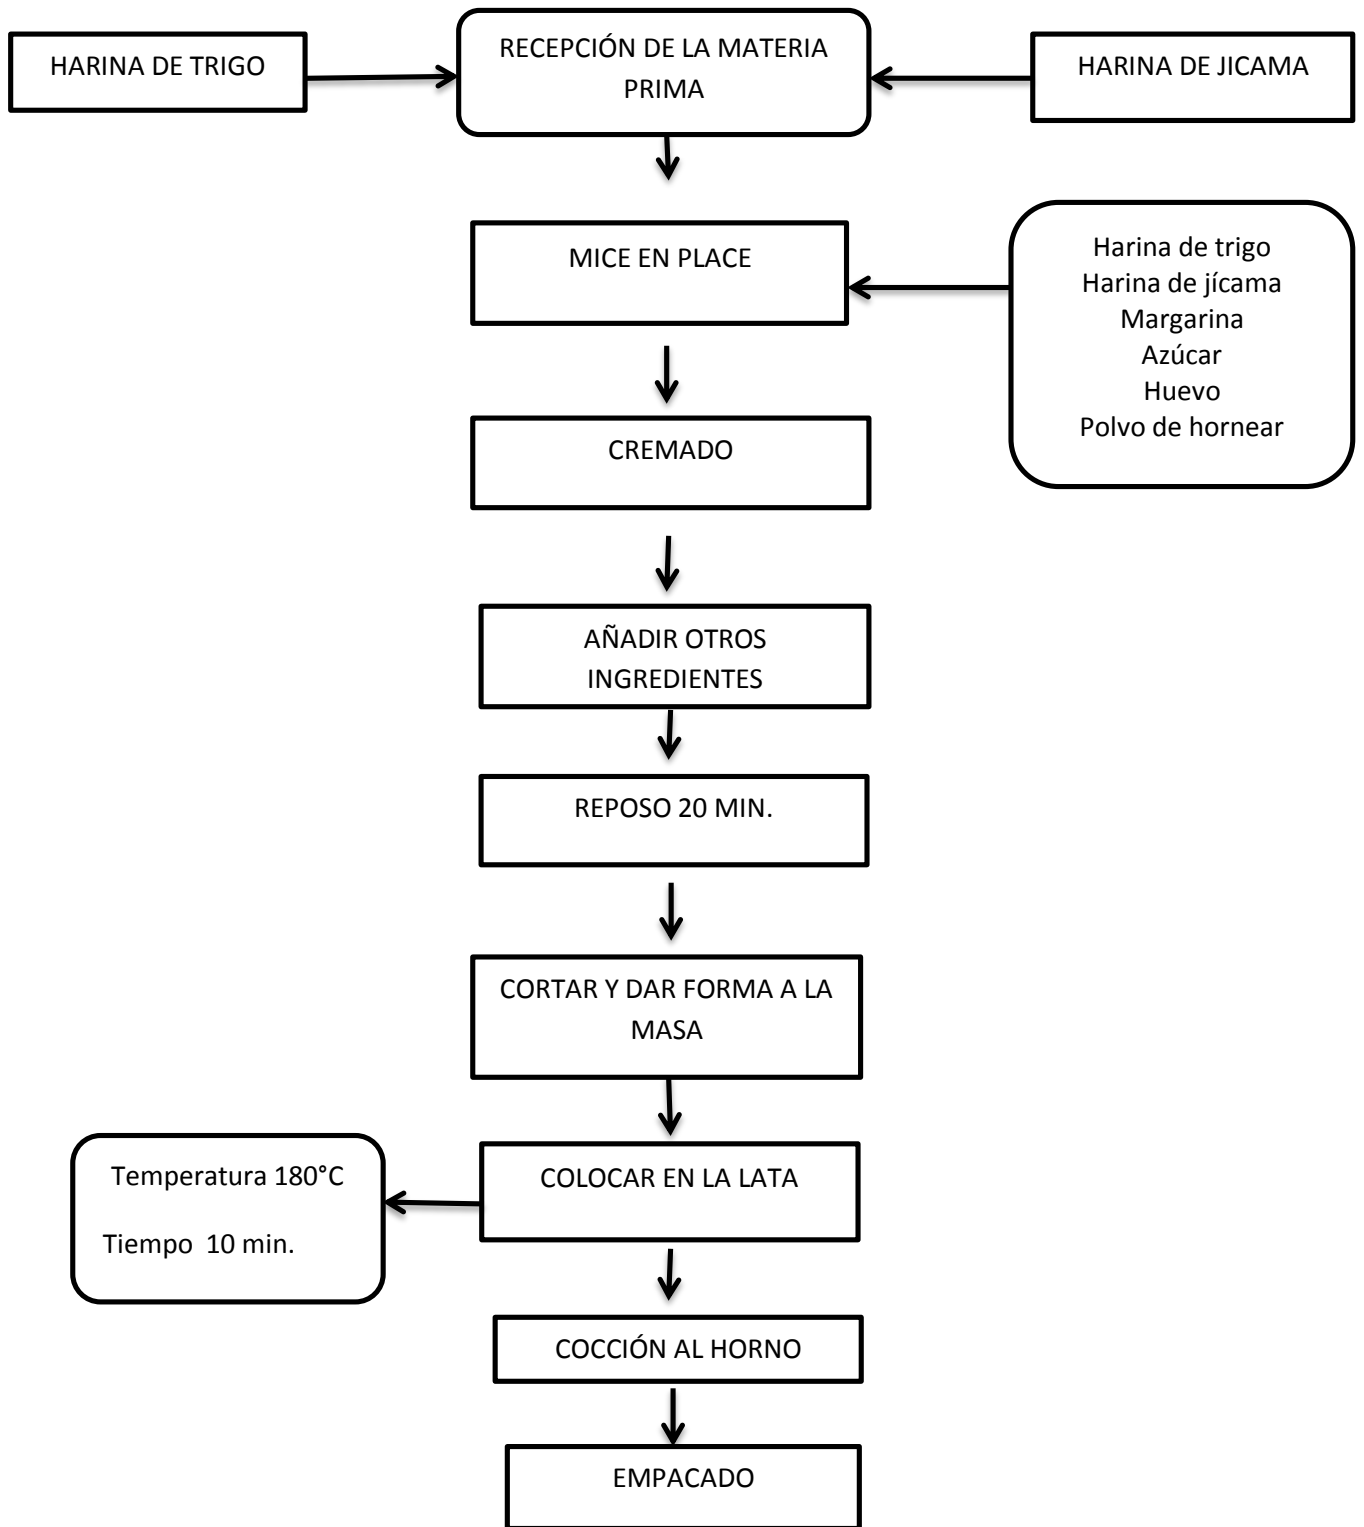 HARINA DE TRIGO
RECEPCIÓN DE LA MATERIA
PRIMA
HARINA DE JICAMA
MICE EN PLACE
Harina de trigo
Harina de jícama
Margarina
Azúcar
Huevo
Polvo de hornear
CREMADO
AÑADIR OTROS
INGREDIENTES
REPOSO 20 MIN.
CORTAR Y DAR FORMA A LA
MASA
COLOCAR EN LA LATA
Temperatura 180°C
Tiempo 10 min.
COCCIÓN AL HORNO
EMPACADO